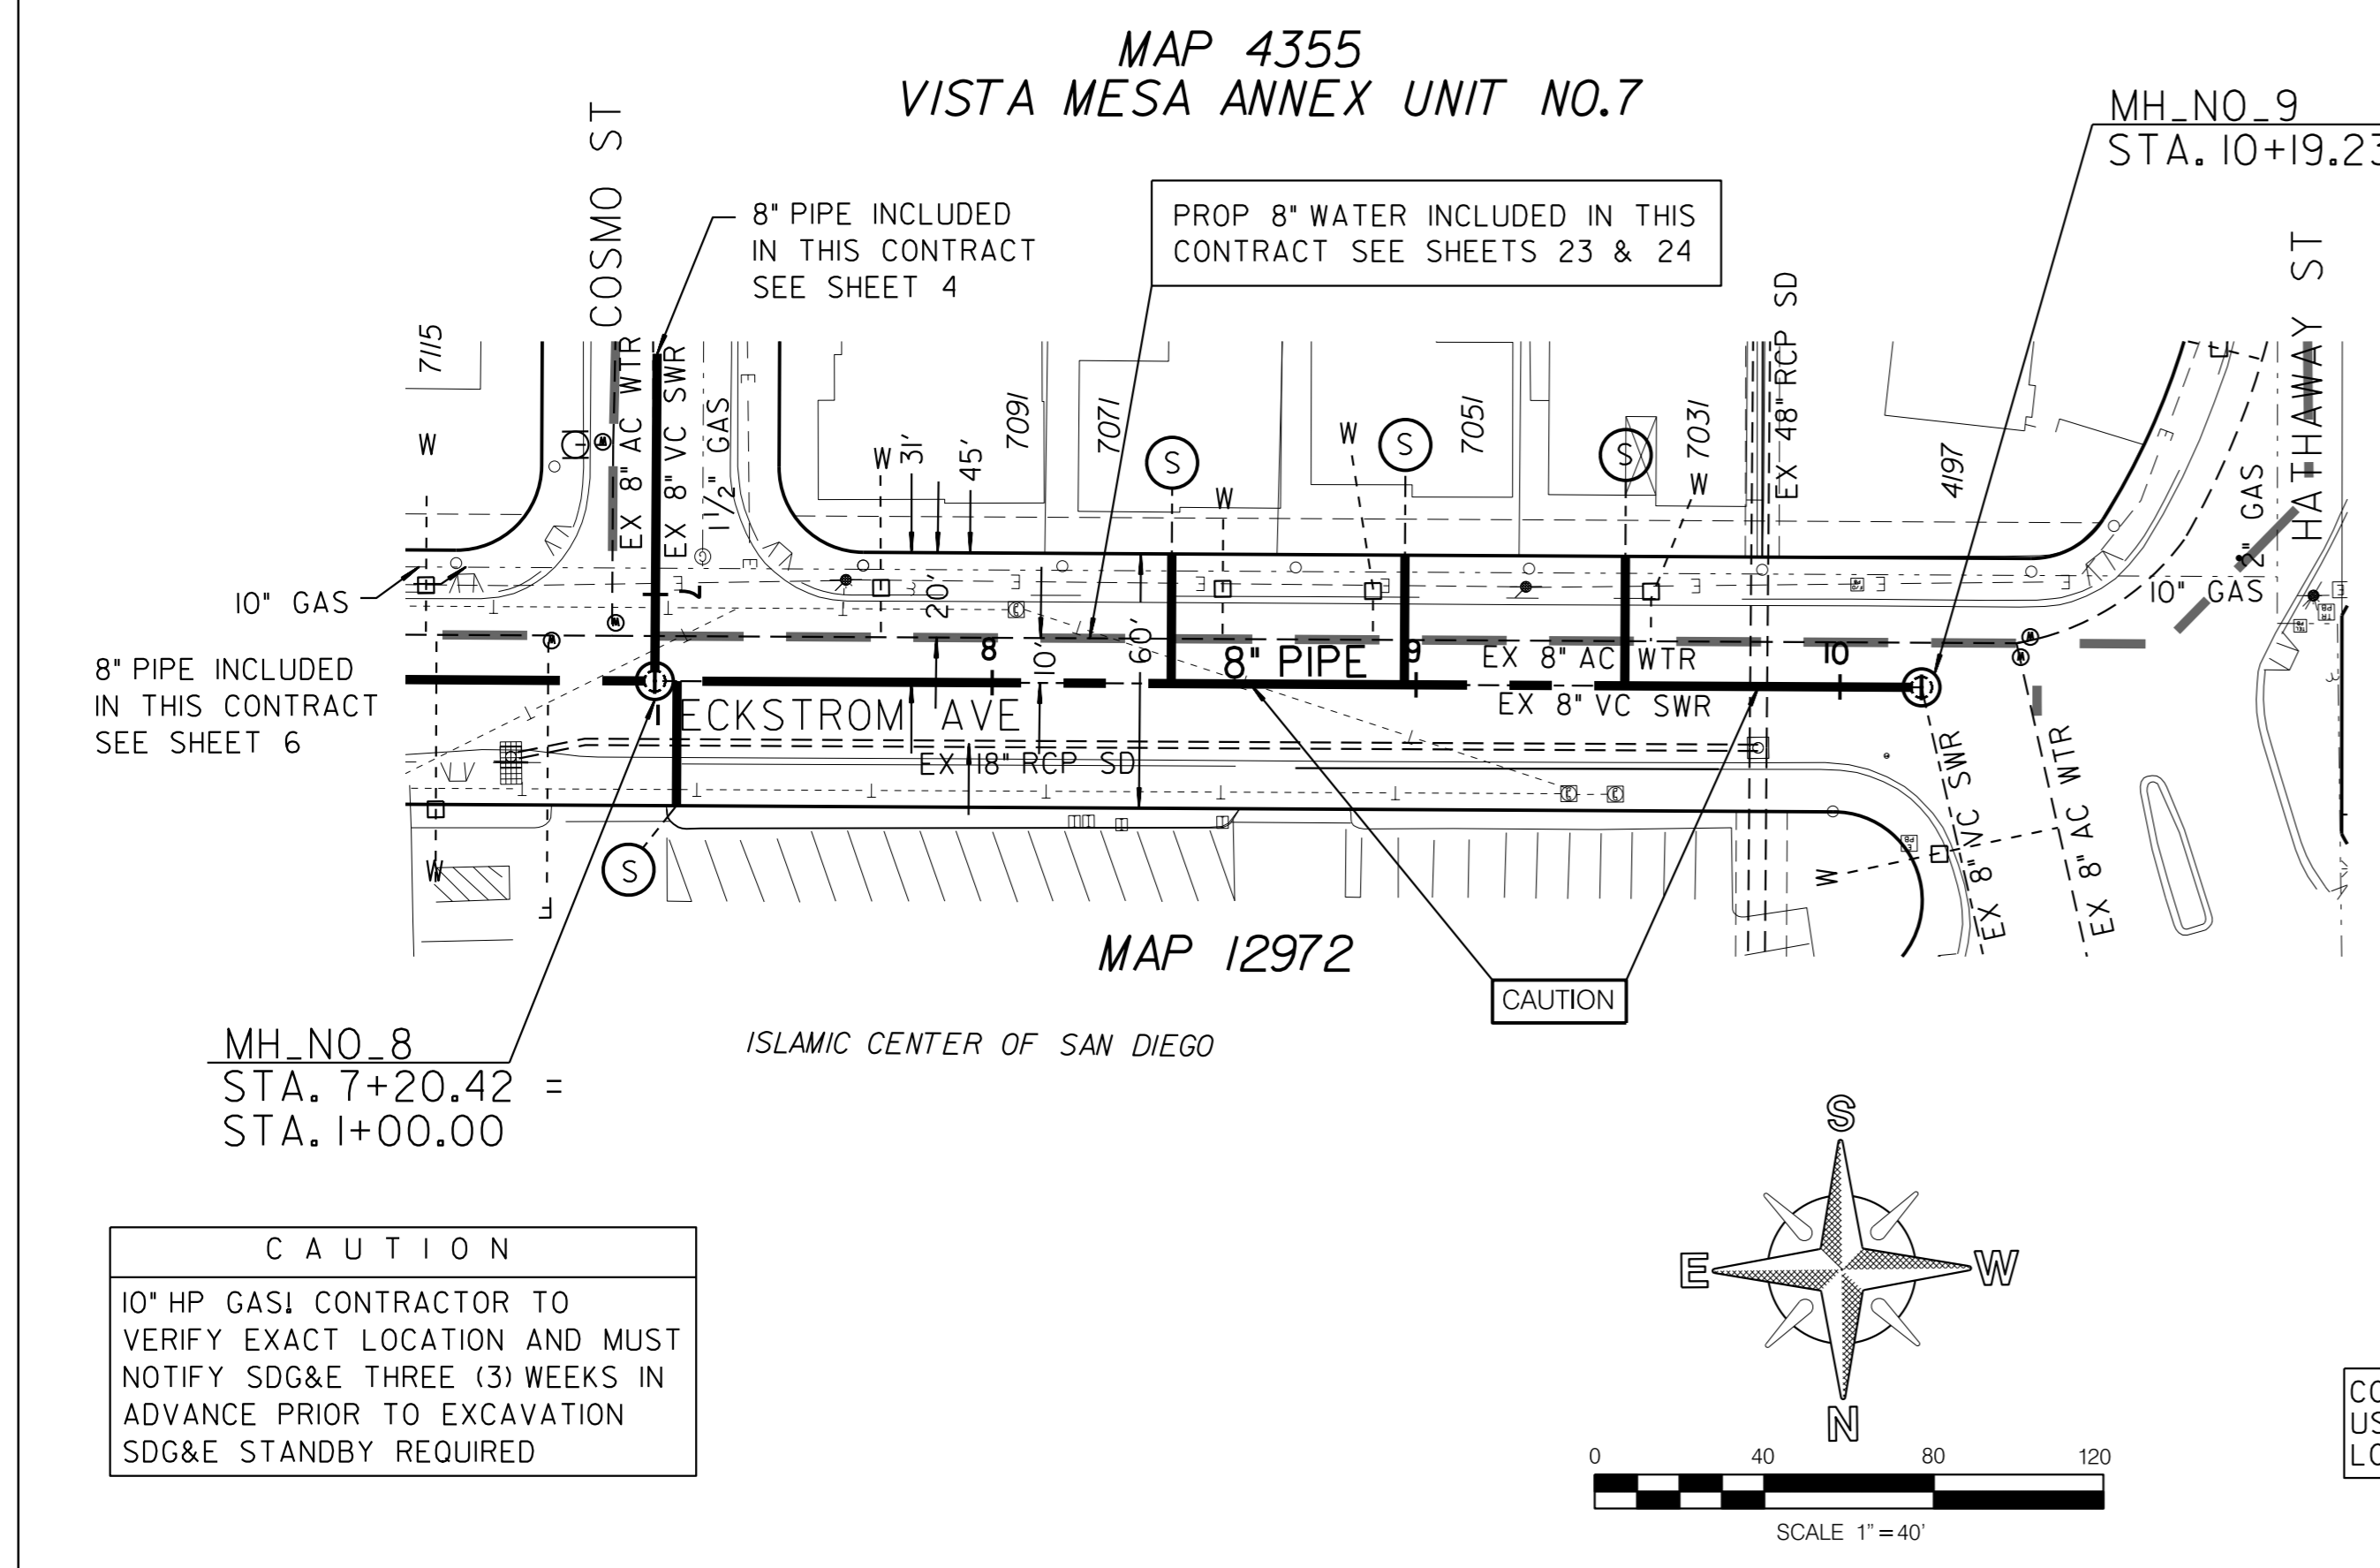 MAP 4355
VISTA MESA ANNEX UNIT NO.7
MH_NO_9
STA. 10+19.23
COSMO ST
8" PIPE INCLUDED
IN THIS CONTRACT
SEE SHEET 4
PROP 8" WATER INCLUDED IN THIS
CONTRACT SEE SHEETS 23 & 24
HATHAWAY ST
7115
EX 8" AC WTR
EX 8" VC SWR
1 1/2" GAS
EX 48" RCP SD
W
W
31'
45'
7091
7071
S
W
W
S
7051
S
7031
W
4197
2" GAS
10" GAS
10" GAS
20'
7
8
10'
60'
8" PIPE
9
EX 8" AC WTR
10
8" PIPE INCLUDED
IN THIS CONTRACT
SEE SHEET 6
1
ECKSTROM AVE
EX 8" VC SWR
EX 18" RCP SD
EX 8" VC SWR
EX 8" AC WTR
W
S
W
MAP 12972
CAUTION
MH_NO_8
STA. 7+20.42 =
STA. 1+00.00
ISLAMIC CENTER OF SAN DIEGO
S
E
W
N
CAUTION
10" HP GAS! CONTRACTOR TO
VERIFY EXACT LOCATION AND MUST
NOTIFY SDG&E THREE (3) WEEKS IN
ADVANCE PRIOR TO EXCAVATION
SDG&E STANDBY REQUIRED
0 40 80 120
SCALE 1"=40'